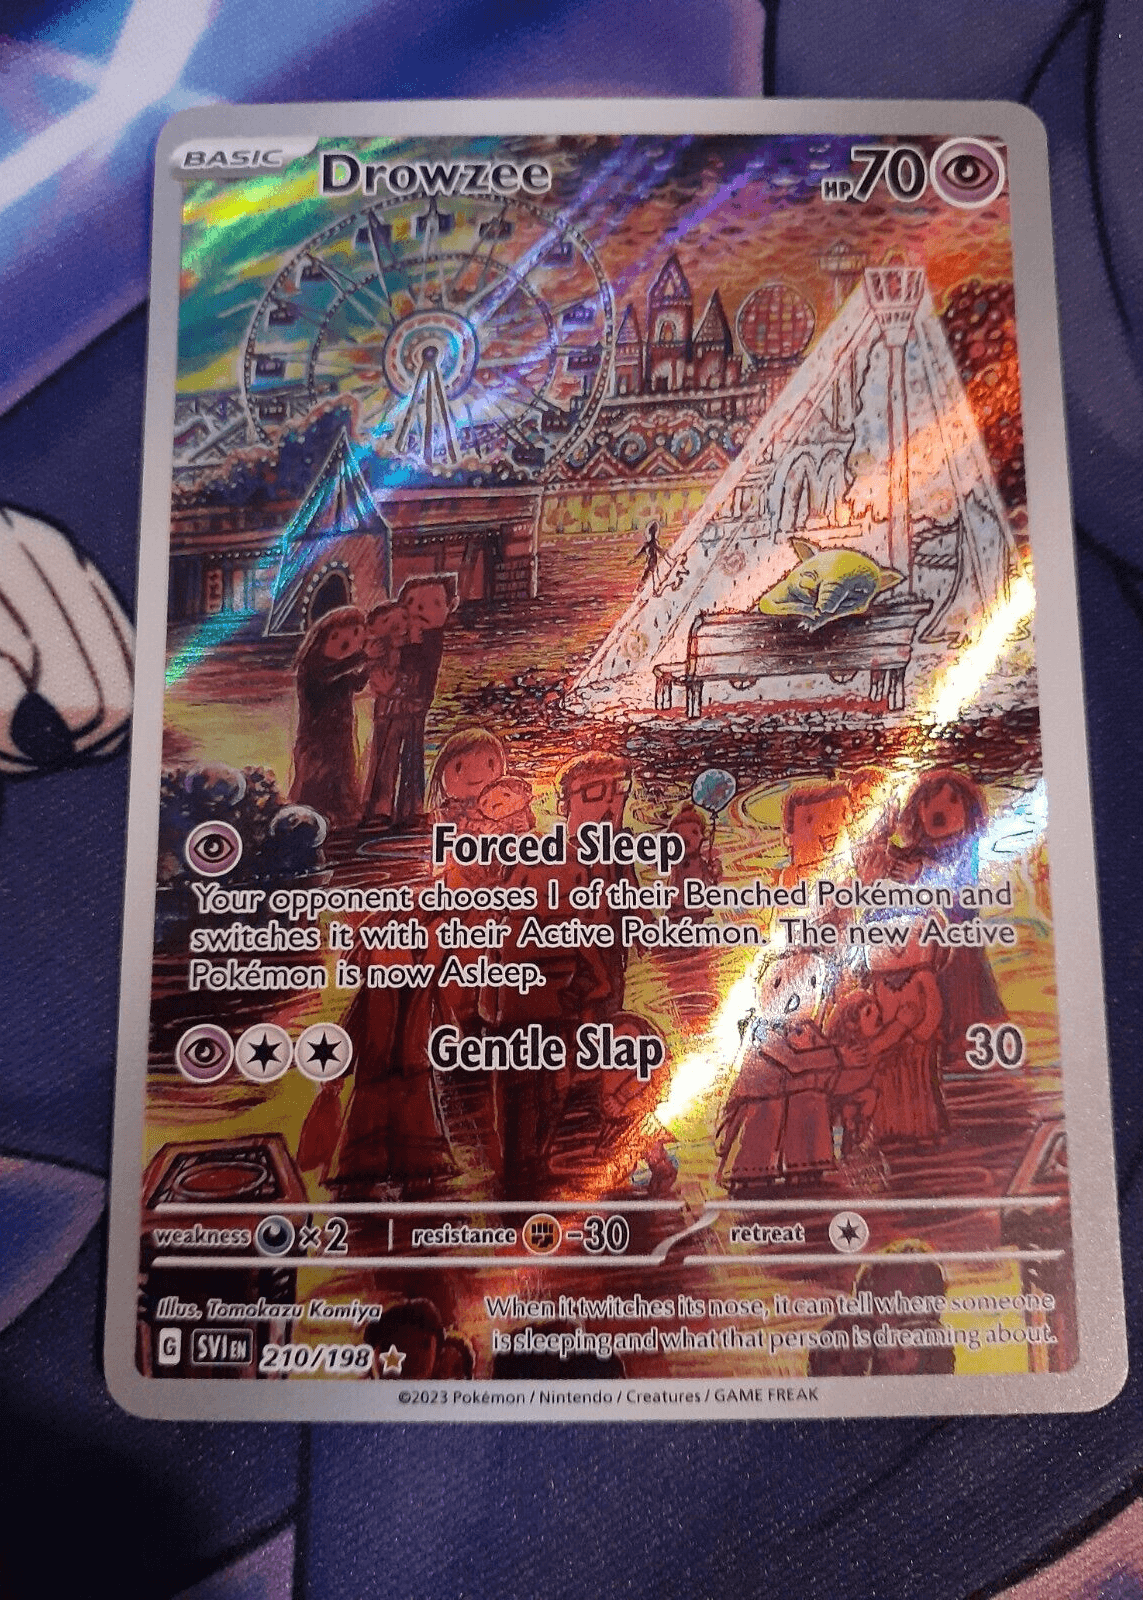 BASIC Drowzee HP 70
Forced Sleep
Your opponent chooses 1 of their Benched Pokémon and
switches it with their Active Pokémon. The new Active
Pokémon is now Asleep.
Gentle Slap 30
weakness ×2 resistance -30 retreat
Illus. Tomokazu Komiya
When it twitches its nose, it can tell where someone
is sleeping and what that person is dreaming about.
G SVI EN 210/198
©2023 Pokémon / Nintendo / Creatures / GAME FREAK